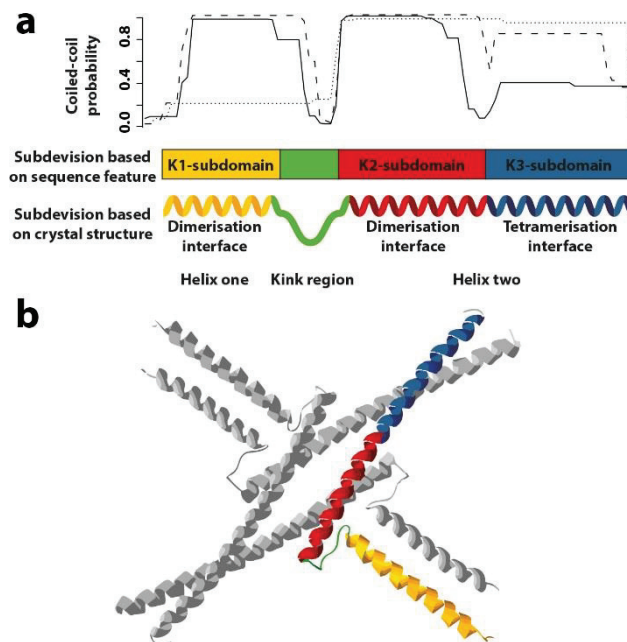 a
Coiled-coil
probability
0.0
0.4
0.8
Subdevision based
on sequence feature
K1-subdomain
K2-subdomain
K3-subdomain
Subdevision based
on crystal structure
Dimerisation
interface
Dimerisation
interface
Tetramerisation
interface
Helix one
Kink region
Helix two
b